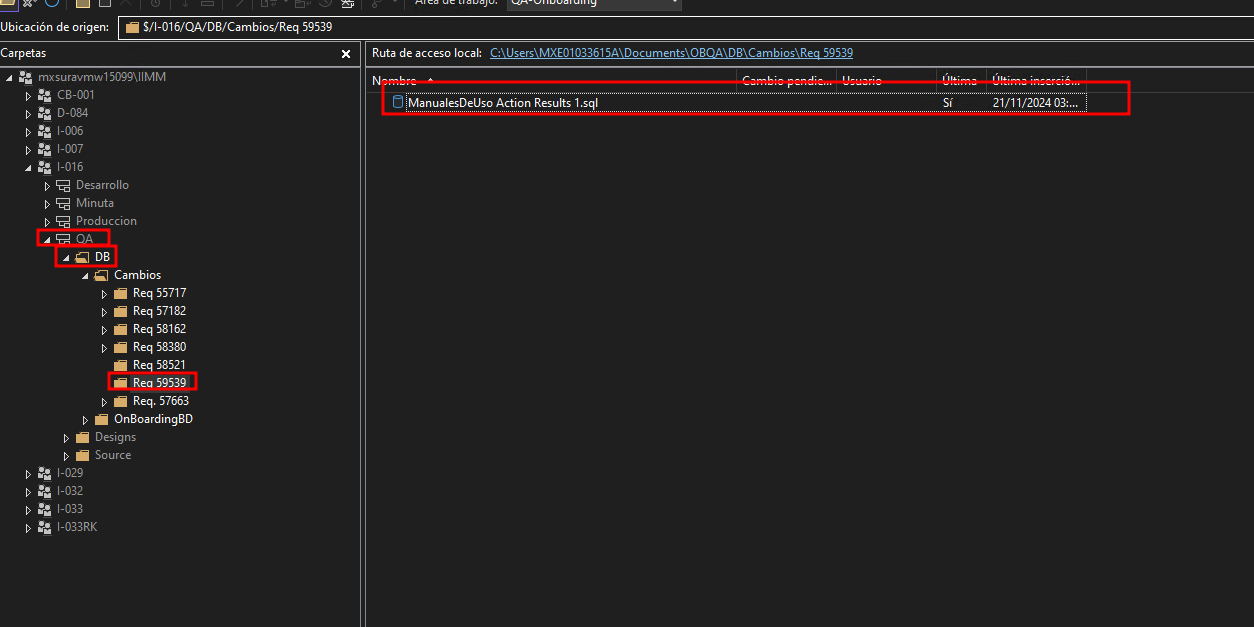 Área de trabajo: QA-Onboarding
Ubicación de origen: $/I-016/QA/DB/Cambios/Req 59539
Carpetas
mxsuravmw15099\IIMM
CB-001
D-084
I-006
I-007
I-016
Desarrollo
Minuta
Produccion
QA
DB
Cambios
Req 55717
Req 57182
Req 58162
Req 58380
Req 58521
Req 59539
Req. 57663
OnBoardingBD
Designs
Source
I-029
I-032
I-033
I-033RK
Ruta de acceso local: C:\Users\MXE01033615A\Documents\OBQA\DB\Cambios\Req 59539
Nombre Cambio pendie... Usuario Última Última inserció...
ManualesDeUso Action Results 1.sql Sí 21/11/2024 03:...